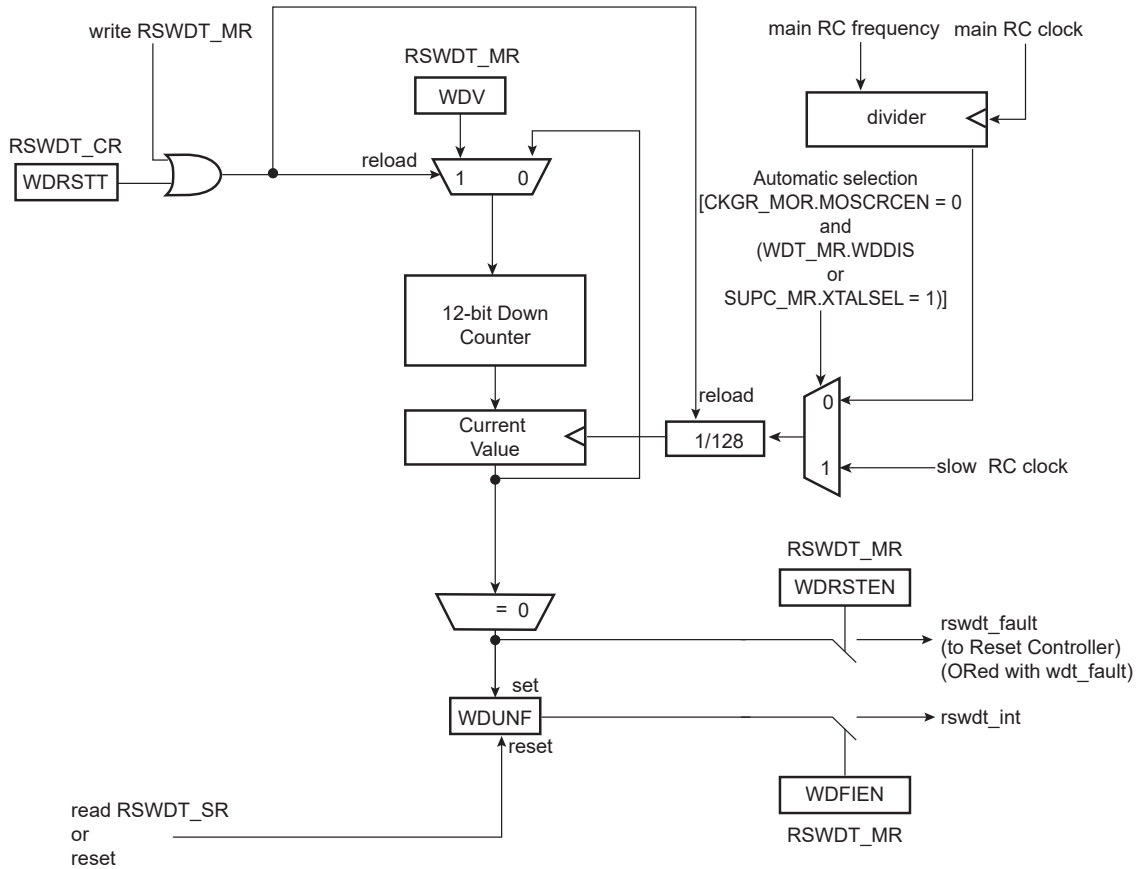 write RSWDT_MR
main RC frequency
main RC clock
RSWDT_MR
WDV
divider
RSWDT_CR
WDRSTT
reload
1 0
Automatic selection
[CKGR_MOR.MOSCRCEN = 0
and
(WDT_MR.WDDIS
or
SUPC_MR.XTALSEL = 1)]
12-bit Down
Counter
reload
0
Current
Value
1/128
1
slow RC clock
RSWDT_MR
WDRSTEN
= 0
rswdt_fault
(to Reset Controller)
(ORed with wdt_fault)
set
WDUNF
rswdt_int
reset
WDFIEN
RSWDT_MR
read RSWDT_SR
or
reset